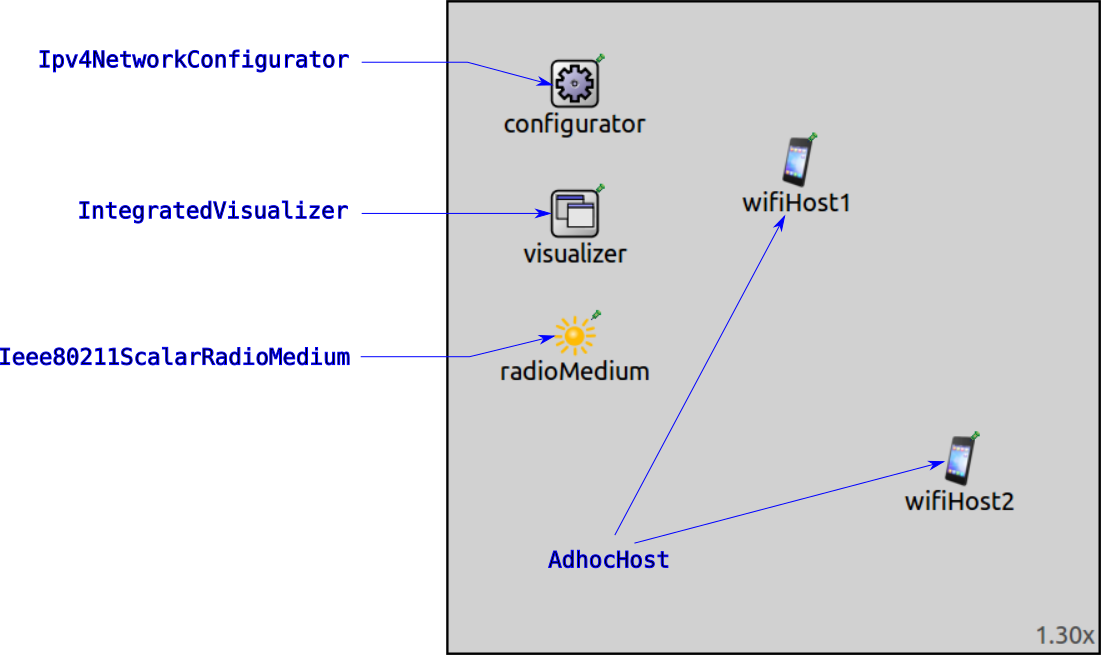 Ipv4NetworkConfigurator
configurator
wifiHost1
IntegratedVisualizer
visualizer
Ieee80211ScalarRadioMedium
radioMedium
wifiHost2
AdhocHost
1.30x